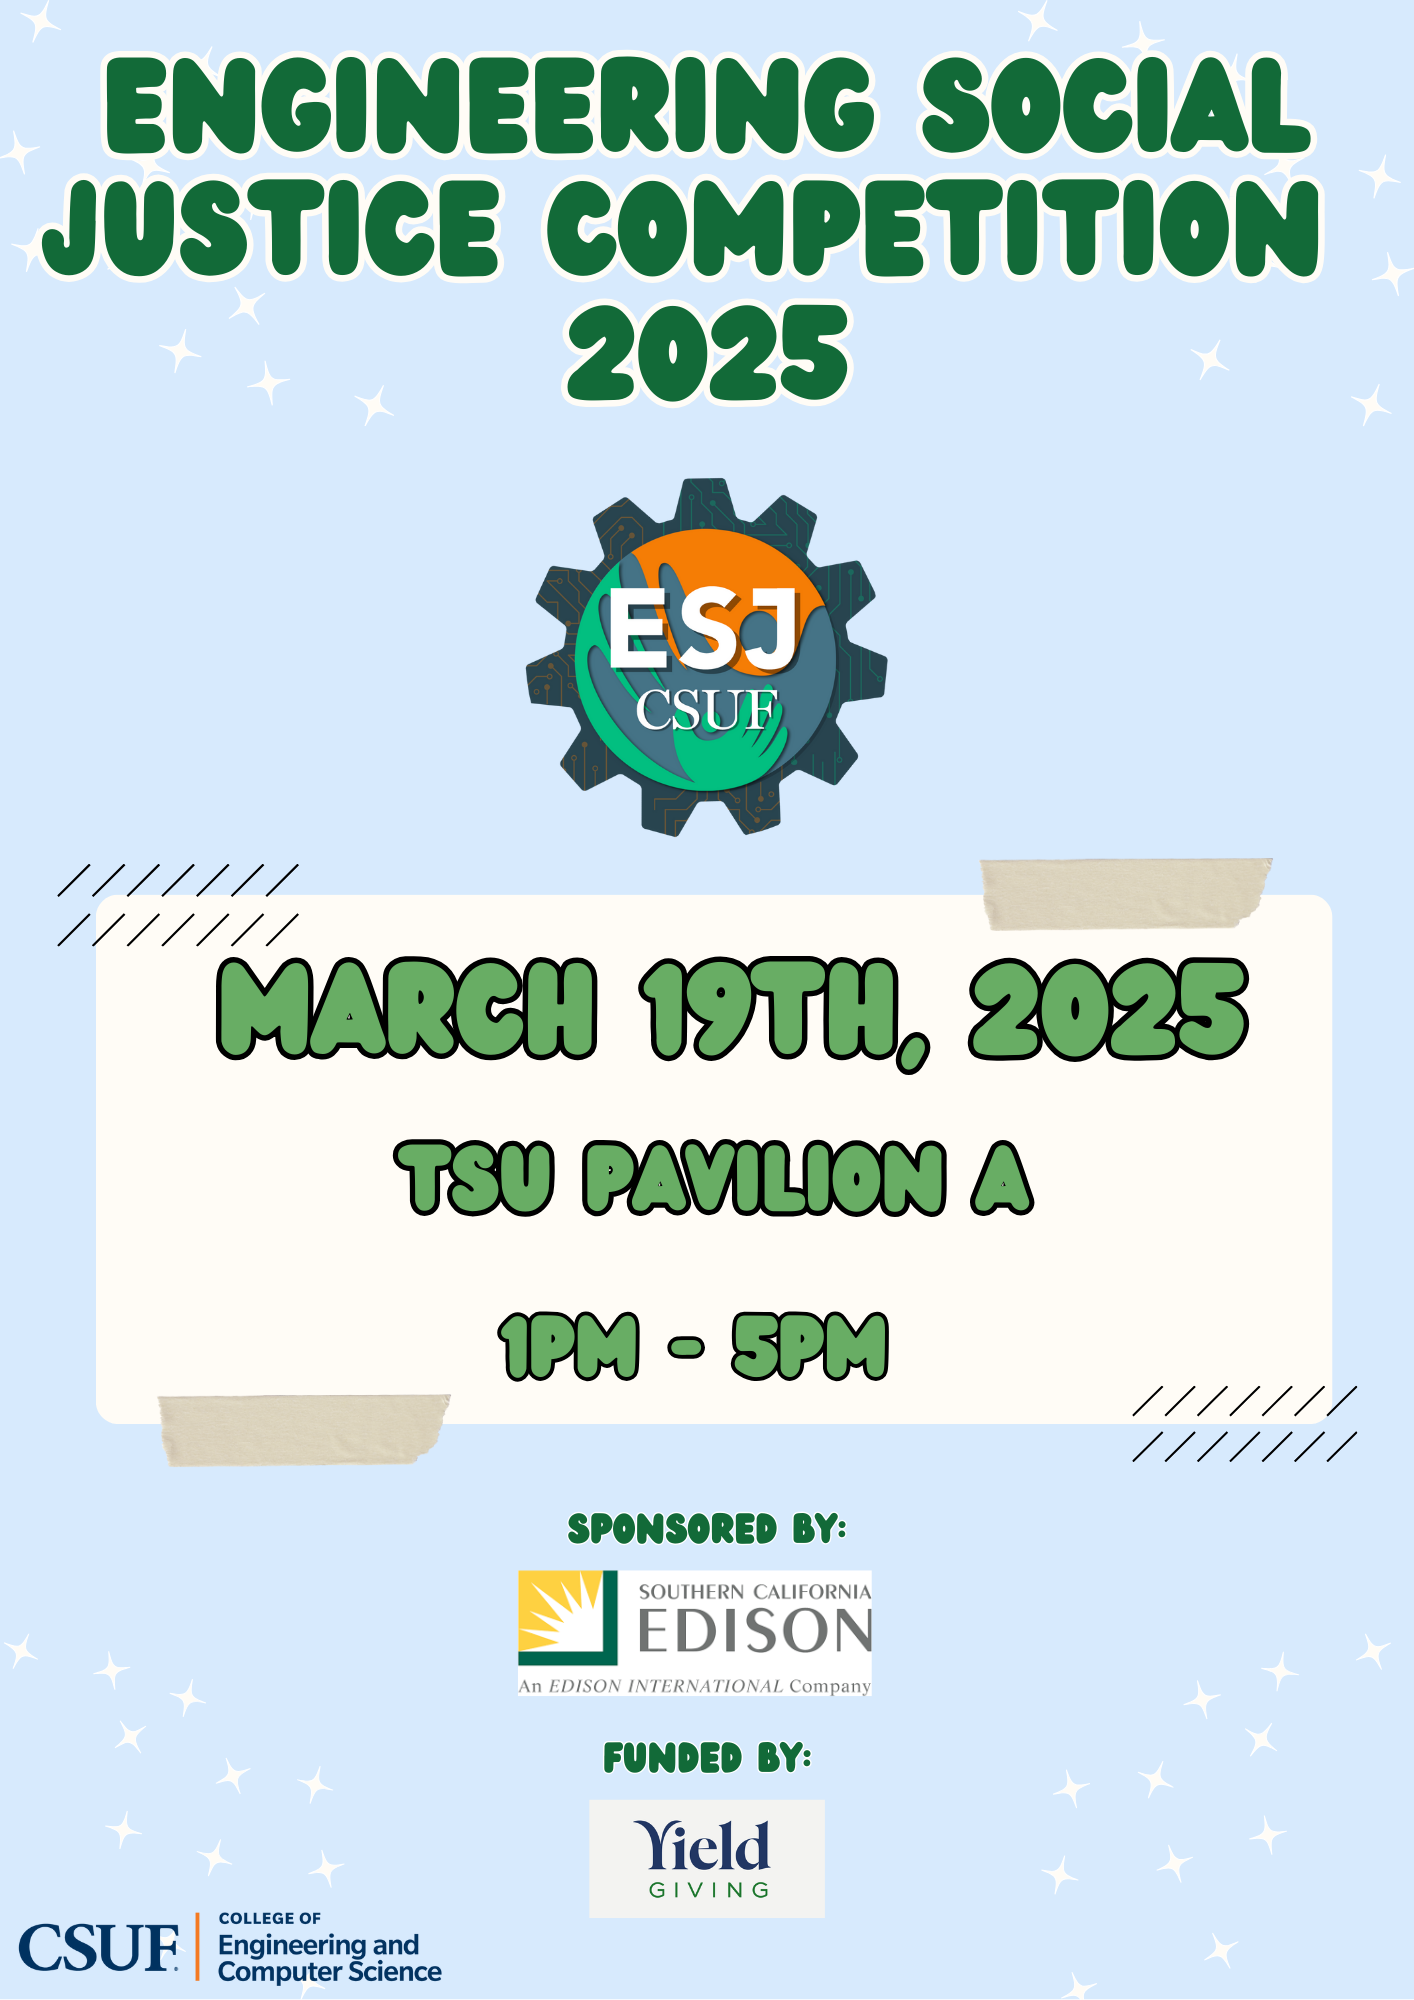 ENGINEERING SOCIAL
JUSTICE COMPETITION
2025
ESJ
CSUF
MARCH 19TH, 2025
TSU PAVILION A
1PM - 5PM
SPONSORED BY:
SOUTHERN CALIFORNIA
EDISON
An EDISON INTERNATIONAL Company
FUNDED BY:
Yield
GIVING
CSUF
COLLEGE OF
Engineering and
Computer Science